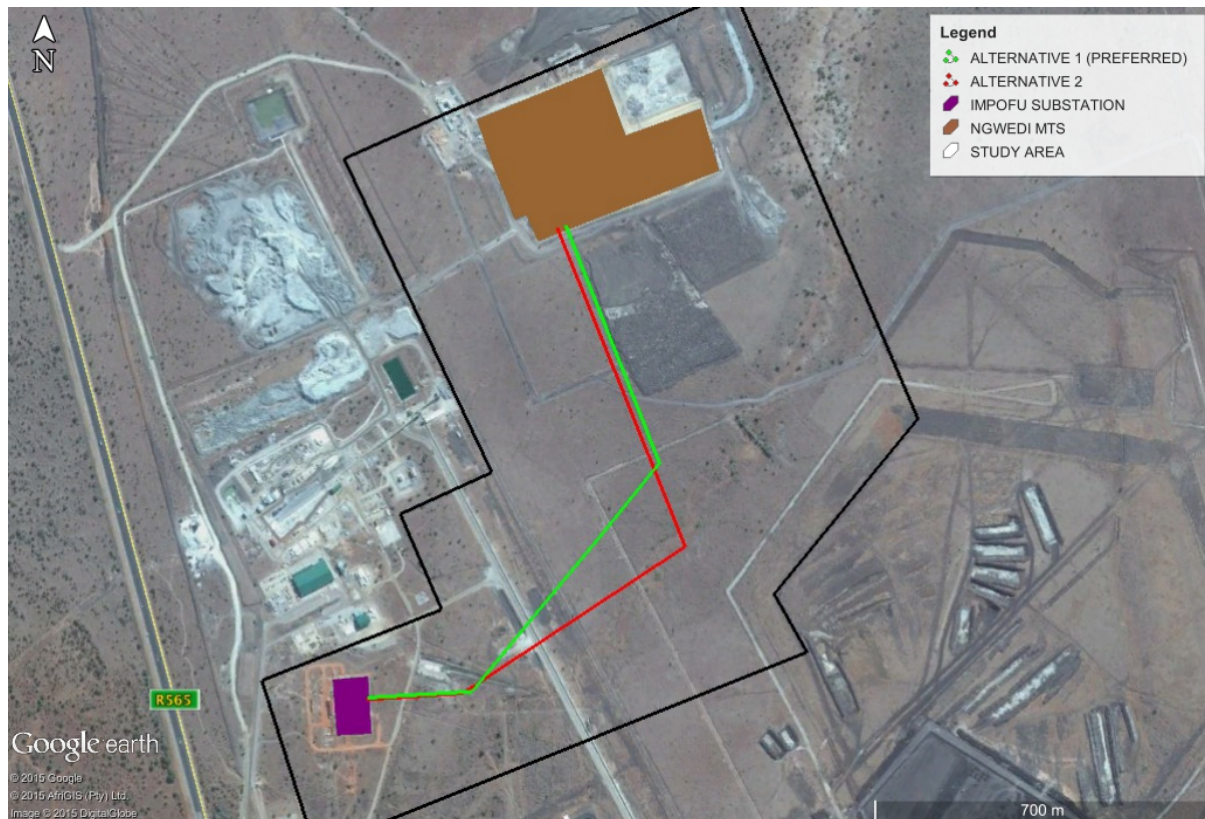 N
Legend
ALTERNATIVE 1 (PREFERRED)
ALTERNATIVE 2
IMPOFU SUBSTATION
NGWEDI MTS
STUDY AREA
R565
Google earth
© 2015 Google
© 2015 AfriGIS (Pty) Ltd.
Image © 2015 DigitalGlobe
700 m